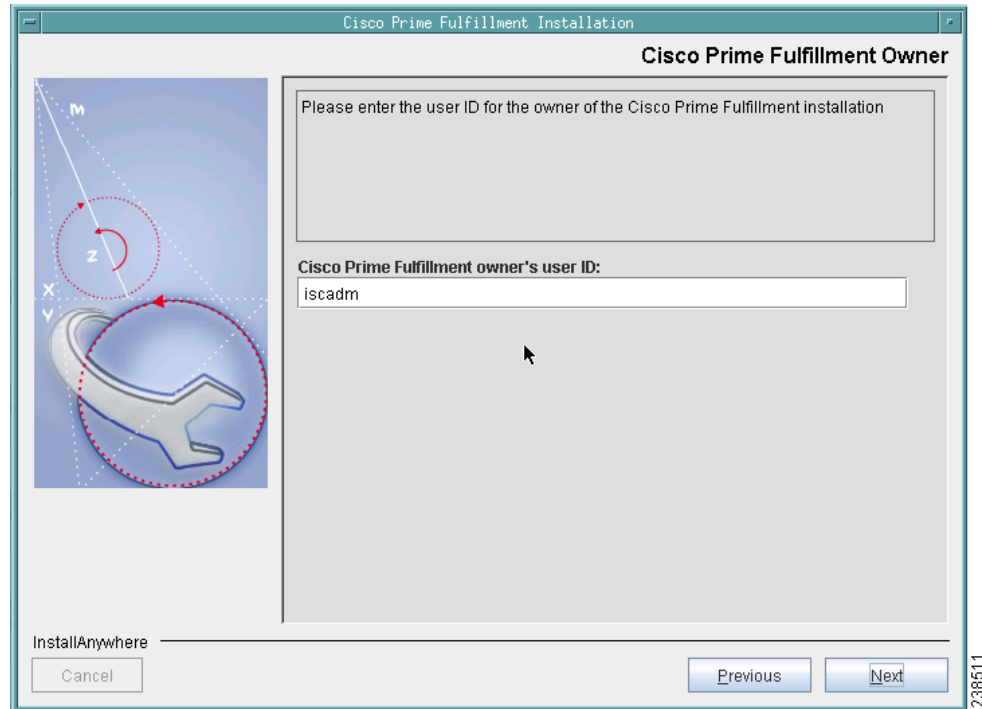 Cisco Prime Fulfillment Installation
Cisco Prime Fulfillment Owner
m
z
x
y
Please enter the user ID for the owner of the Cisco Prime Fulfillment installation
Cisco Prime Fulfillment owner's user ID:
iscadm
InstallAnywhere
Cancel
Previous
Next
238511